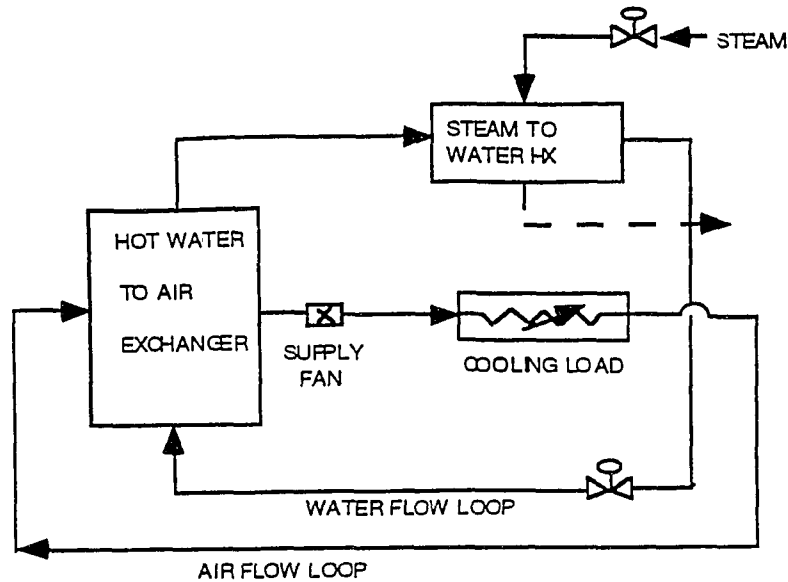 STEAM
STEAM TO
WATER HX
HOT WATER
TO AIR
EXCHANGER
SUPPLY
FAN
COOLING LOAD
WATER FLOW LOOP
AIR FLOW LOOP